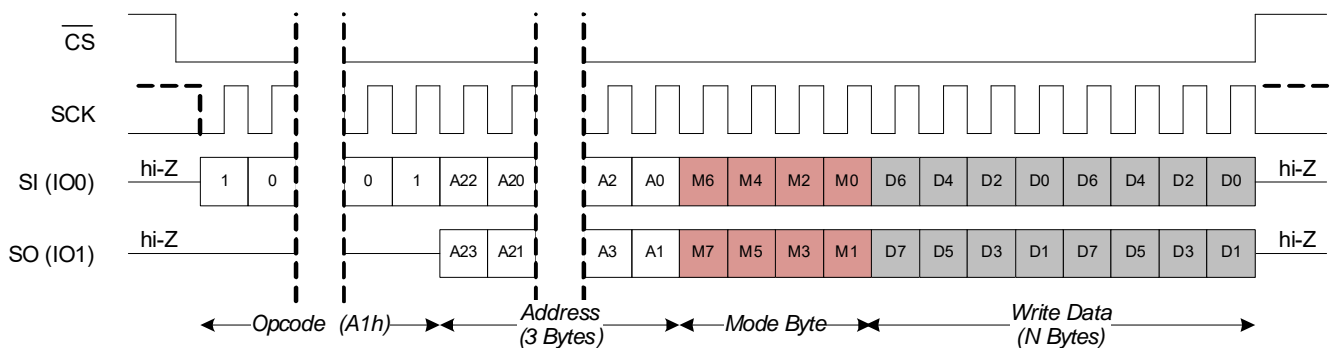 CS
SCK
SI (IO0) hi-Z 1 0 0 1 A22 A20 A2 A0 M6 M4 M2 M0 D6 D4 D2 D0 D6 D4 D2 D0 hi-Z
SO (IO1) hi-Z A23 A21 A3 A1 M7 M5 M3 M1 D7 D5 D3 D1 D7 D5 D3 D1 hi-Z
Opcode (A1h) Address Mode Byte Write Data
(3 Bytes) (N Bytes)